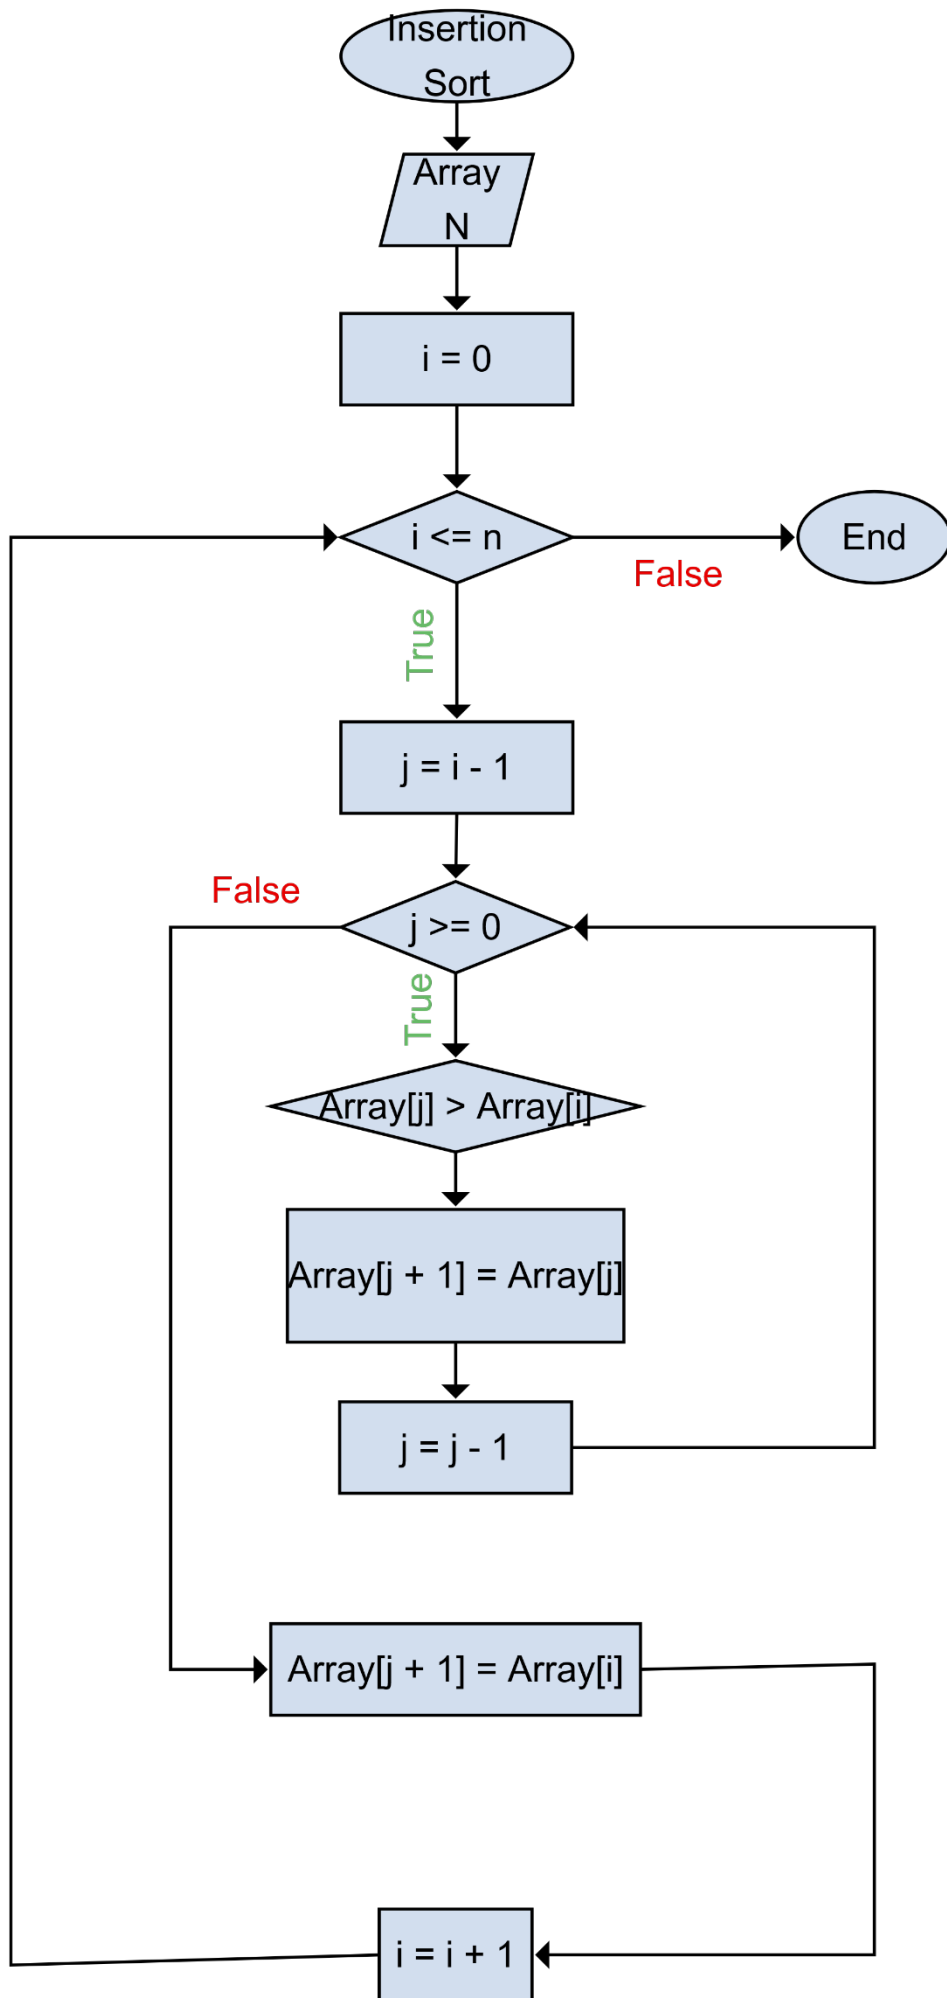 Insertion
Sort
Array
N
i = 0
i <= n
End
False
True
j = i - 1
False
j >= 0
True
Array[j] > Array[i]
Array[j + 1] = Array[j]
j = j - 1
Array[j + 1] = Array[i]
i = i + 1